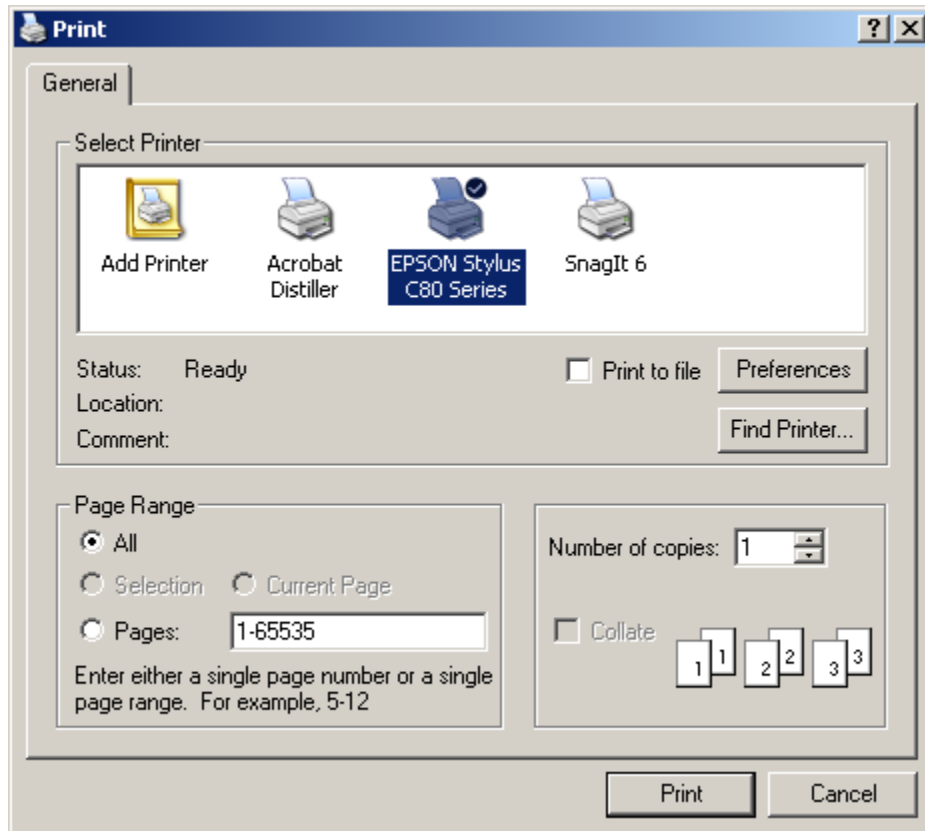 Print
General
Select Printer
Add Printer
Acrobat
Distiller
EPSON Stylus
C80 Series
SnagIt 6
Status: Ready
Print to file
Preferences
Location:
Comment:
Find Printer...
Page Range
All
Selection
Current Page
Pages: 1-65535
Enter either a single page number or a single
page range. For example, 5-12
Number of copies: 1
Collate
1 1 2 2 3 3
Print
Cancel